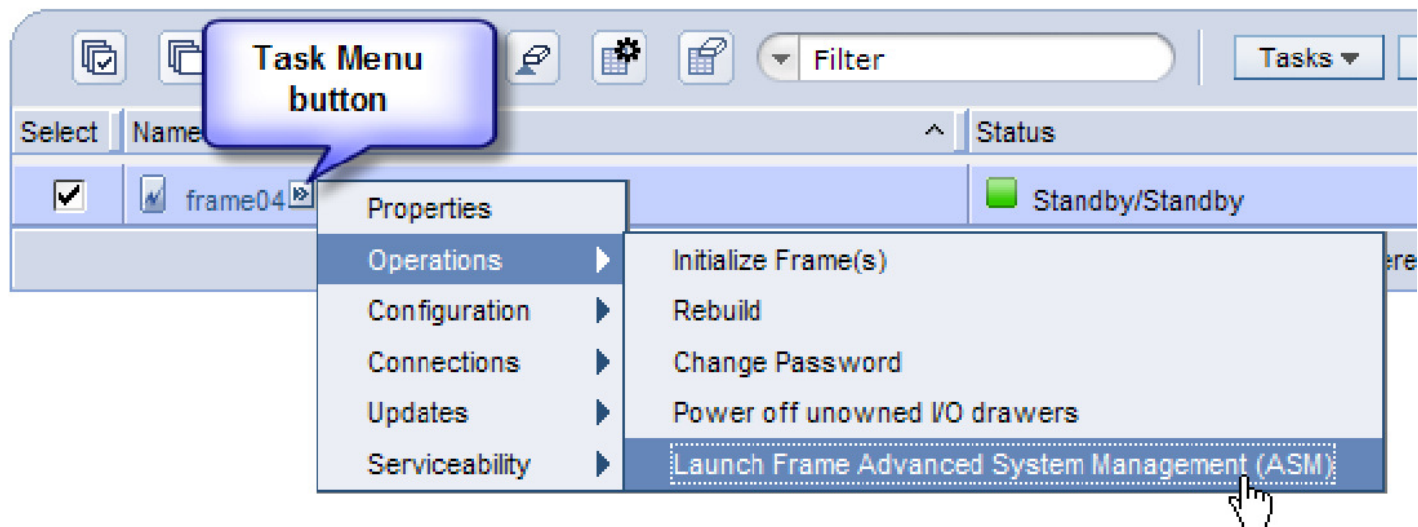 Task Menu
button
Filter
Tasks
Select
Name
Status
frame04
Standby/Standby
Properties
Operations
Initialize Frame(s)
Configuration
Rebuild
Connections
Change Password
Updates
Power off unowned I/O drawers
Serviceability
Launch Frame Advanced System Management (ASM)